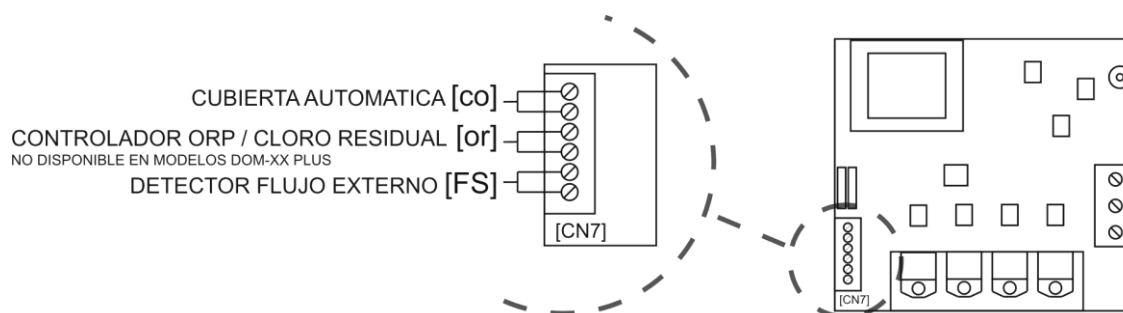 CUBIERTA AUTOMATICA [co]
CONTROLADOR ORP / CLORO RESIDUAL [or]
NO DISPONIBLE EN MODELOS DOM-XX PLUS
DETECTOR FLUJO EXTERNO [FS]
[CN7]
[CN7]